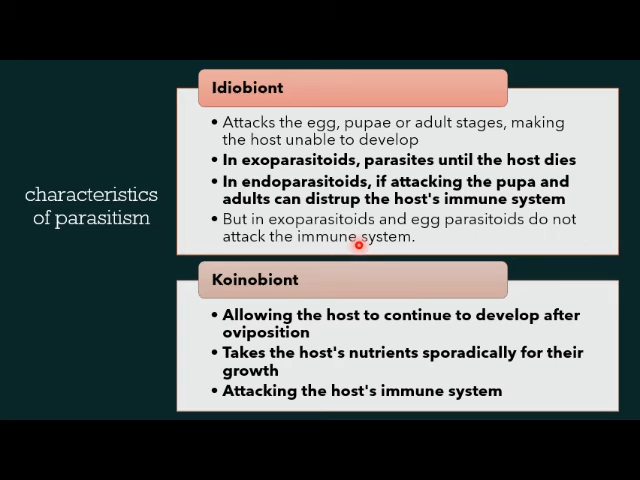 characteristics
of parasitism
Idiobiont
• Attacks the egg, pupae or adult stages, making
the host unable to develop
• In exoparasitoids, parasites until the host dies
• In endoparasitoids, if attacking the pupa and
adults can distrup the host's immune system
• But in exoparasitoids and egg parasitoids do not
attack the immune system.
Koinobiont
• Allowing the host to continue to develop after
oviposition
• Takes the host's nutrients sporadically for their
growth
• Attacking the host's immune system